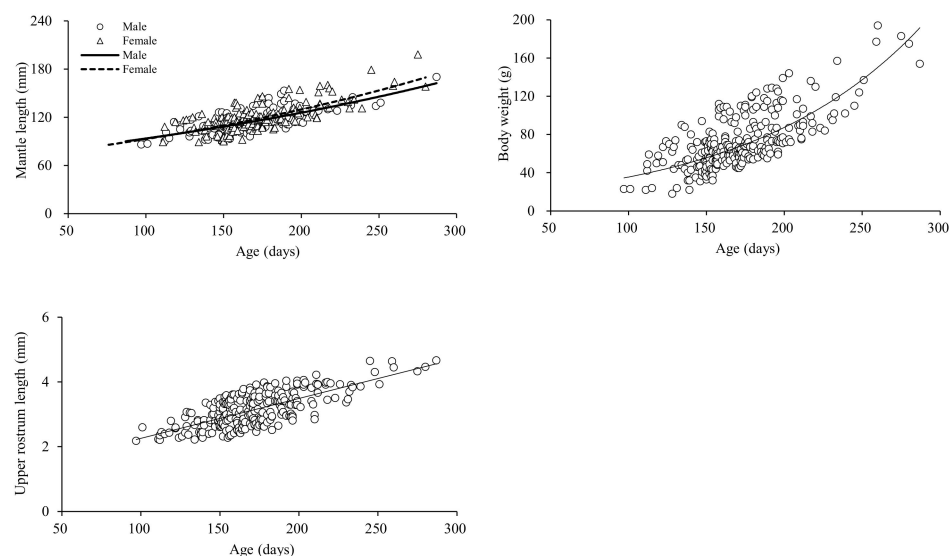 240
180
120
60
0
Mantle length (mm)
Male
Female
Male
Female
50 100 150 200 250 300
Age (days)
200
160
120
80
40
0
Body weight (g)
50 100 150 200 250 300
Age (days)
6
4
2
0
Upper rostrum length (mm)
50 100 150 200 250 300
Age (days)